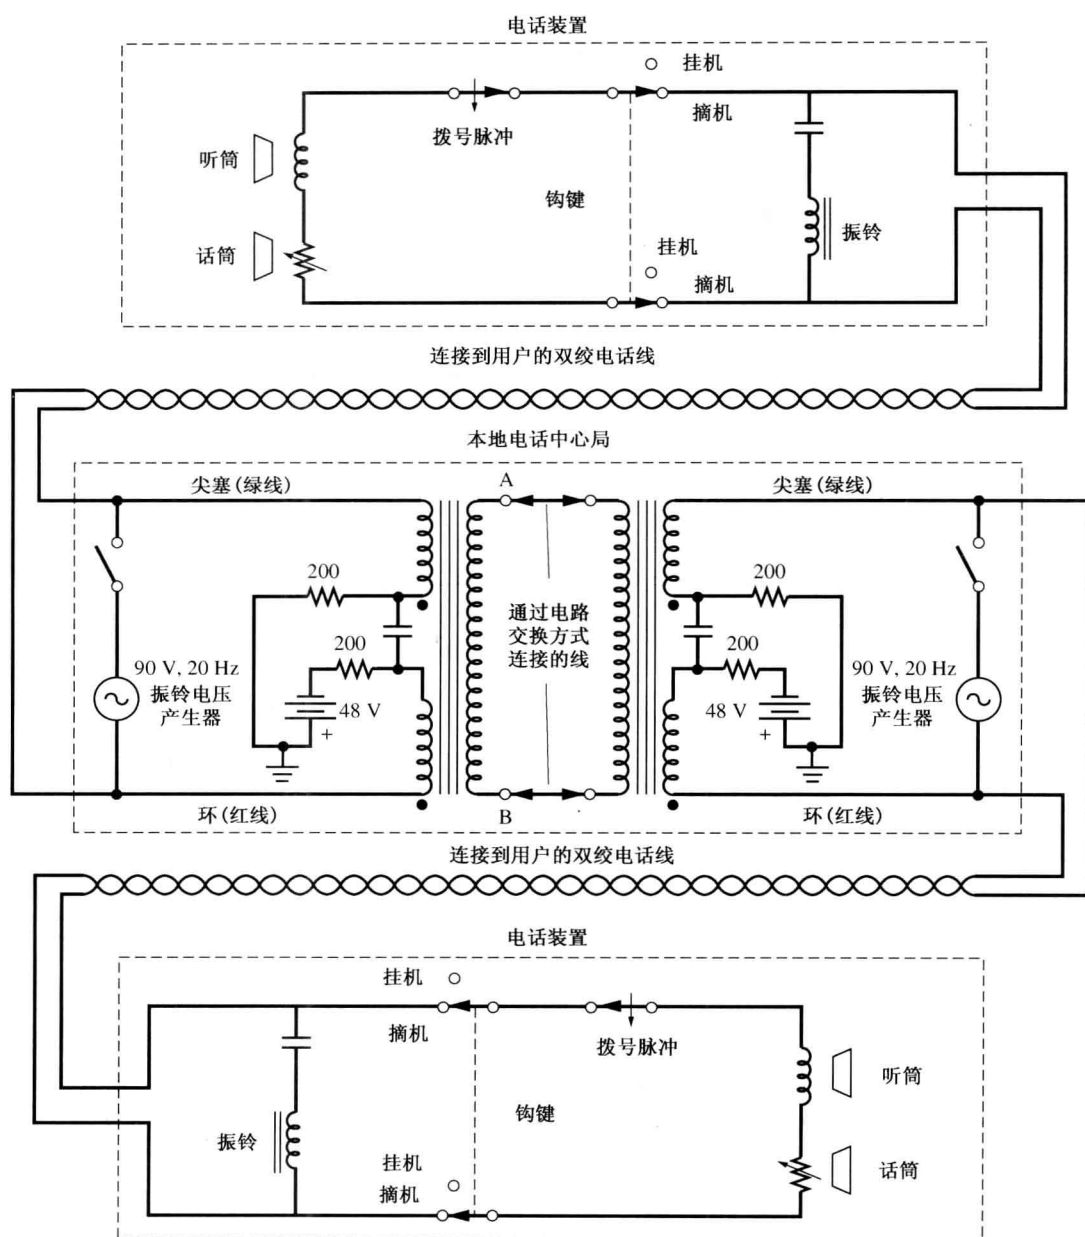 电话装置
挂机
摘机
拨号脉冲
听筒
钩键
振铃
话筒
挂机
摘机
连接到用户的双绞电话线
本地电话中心局
尖塞(绿线)
A
尖塞(绿线)
200
200
通过电路
交换方式
连接的线
200
200
90 V, 20 Hz
振铃电压
产生器
48 V
+
48 V
+
90 V, 20 Hz
振铃电压
产生器
环(红线)
B
环(红线)
连接到用户的双绞电话线
电话装置
挂机
摘机
拨号脉冲
听筒
钩键
振铃
挂机
摘机
话筒